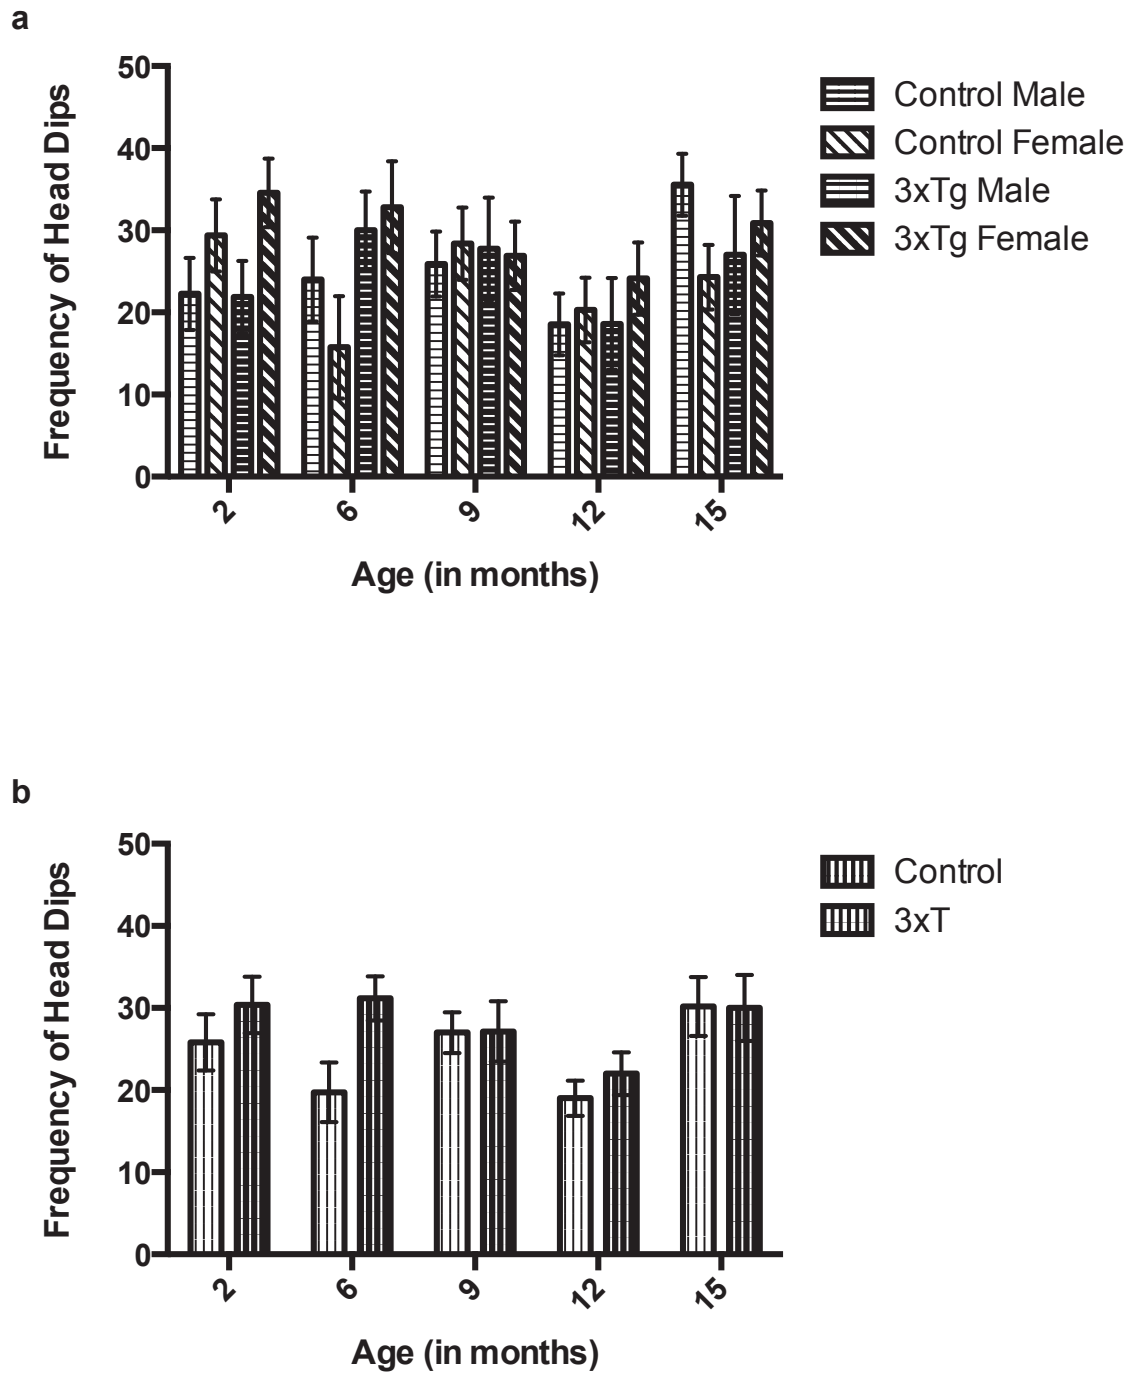 a
50
40
30
20
10
0
Frequency of Head Dips
2
6
9
12
15
Age (in months)
Control Male
Control Female
3xTg Male
3xTg Female
b
50
40
30
20
10
0
Frequency of Head Dips
2
6
9
12
15
Age (in months)
Control
3xT